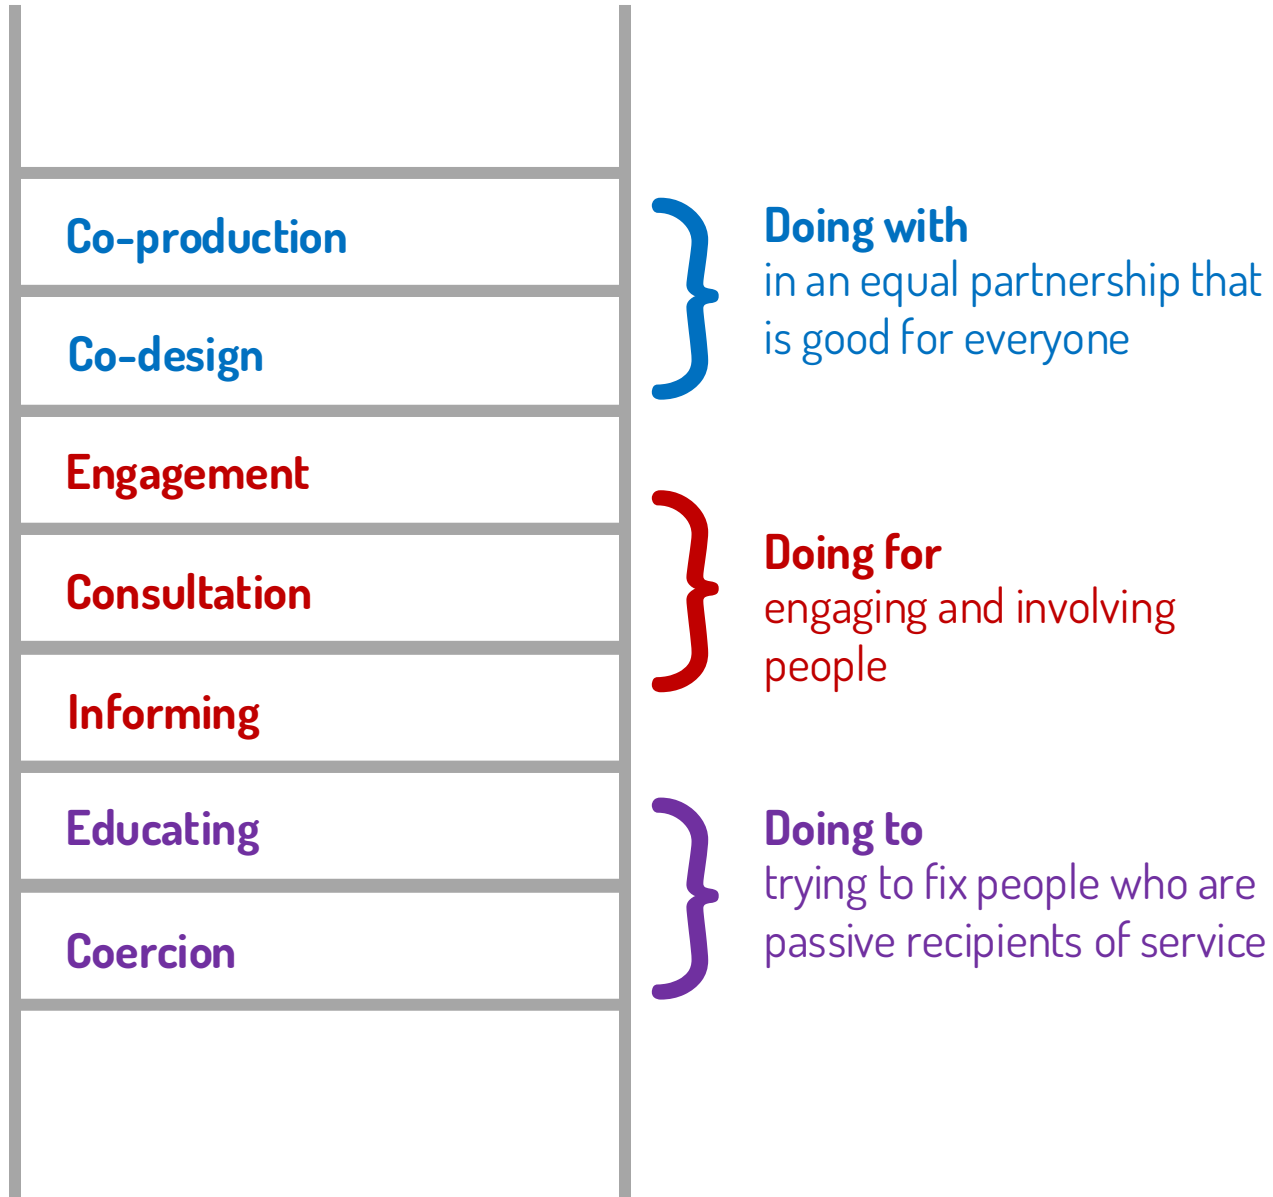 Co-production
Co-design
Engagement
Consultation
Informing
Educating
Coercion
Doing with
in an equal partnership that
is good for everyone
Doing for
engaging and involving
people
Doing to
trying to fix people who are
passive recipients of service